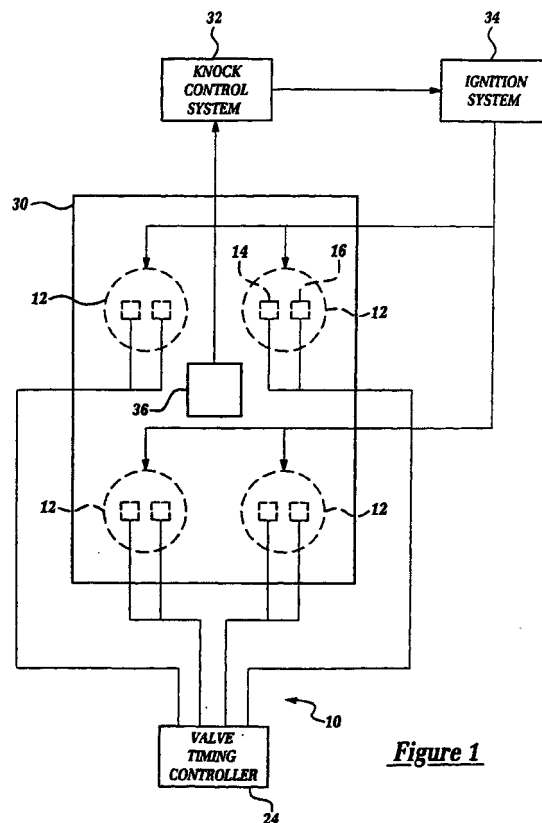 32
34
KNOCK
CONTROL
SYSTEM
IGNITION
SYSTEM
30
14
16
12
12
36
12
12
10
VALVE
TIMING
CONTROLLER
24
Figure 1